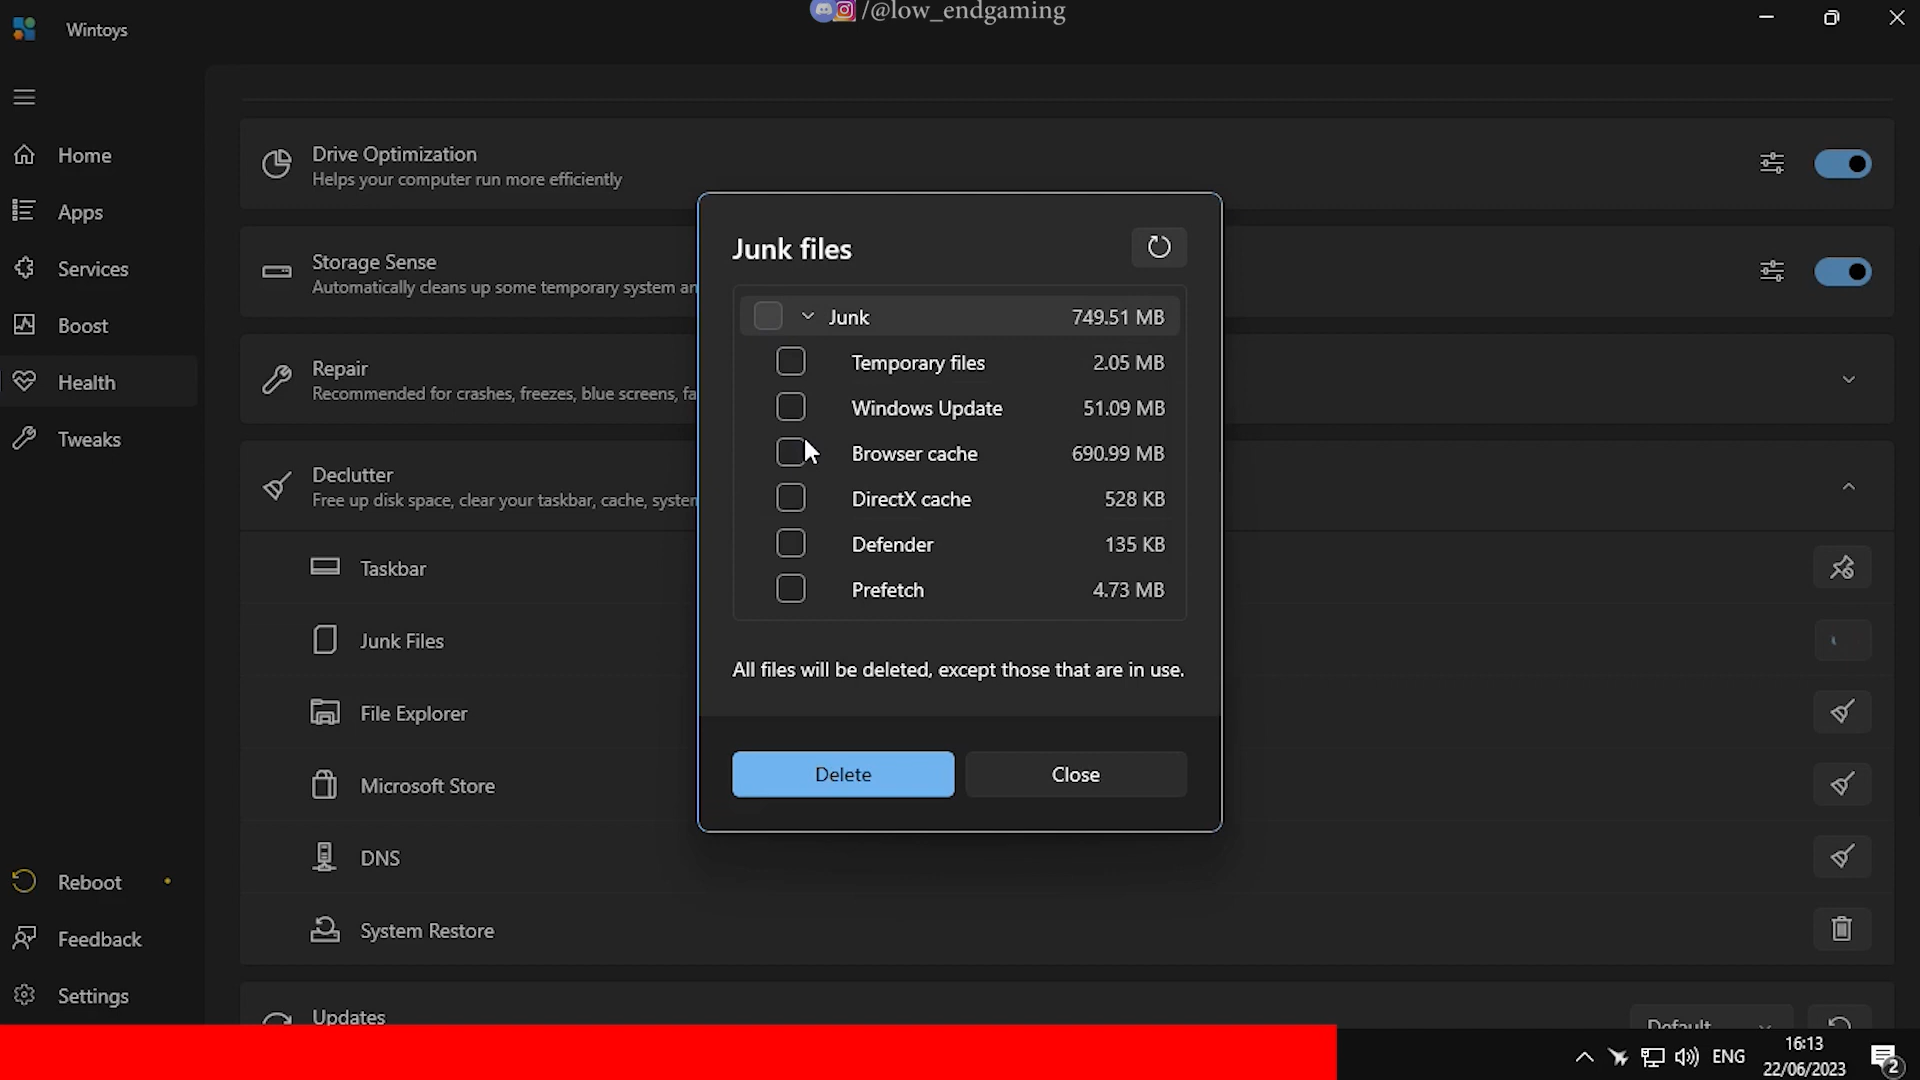 /@low_endgaming
Wintoys
Home
Apps
Services
Boost
Health
Tweaks
Reboot
Feedback
Settings
Drive Optimization
Helps your computer run more efficiently
Storage Sense
Automatically cleans up some temporary system
Repair
Recommended for crashes, freezes, blue screens,
Declutter
Free up disk space, clear your taskbar, cache,
Taskbar
Junk Files
File Explorer
Microsoft Store
DNS
System Restore
Updates
Default
Junk files
Junk 749.51 MB
Temporary files 2.05 MB
Windows Update 51.09 MB
Browser cache 690.99 MB
DirectX cache 528 KB
Defender 135 KB
Prefetch 4.73 MB
All files will be deleted, except those that are in use.
Delete Close
ENG
16:13
22/06/2023
2